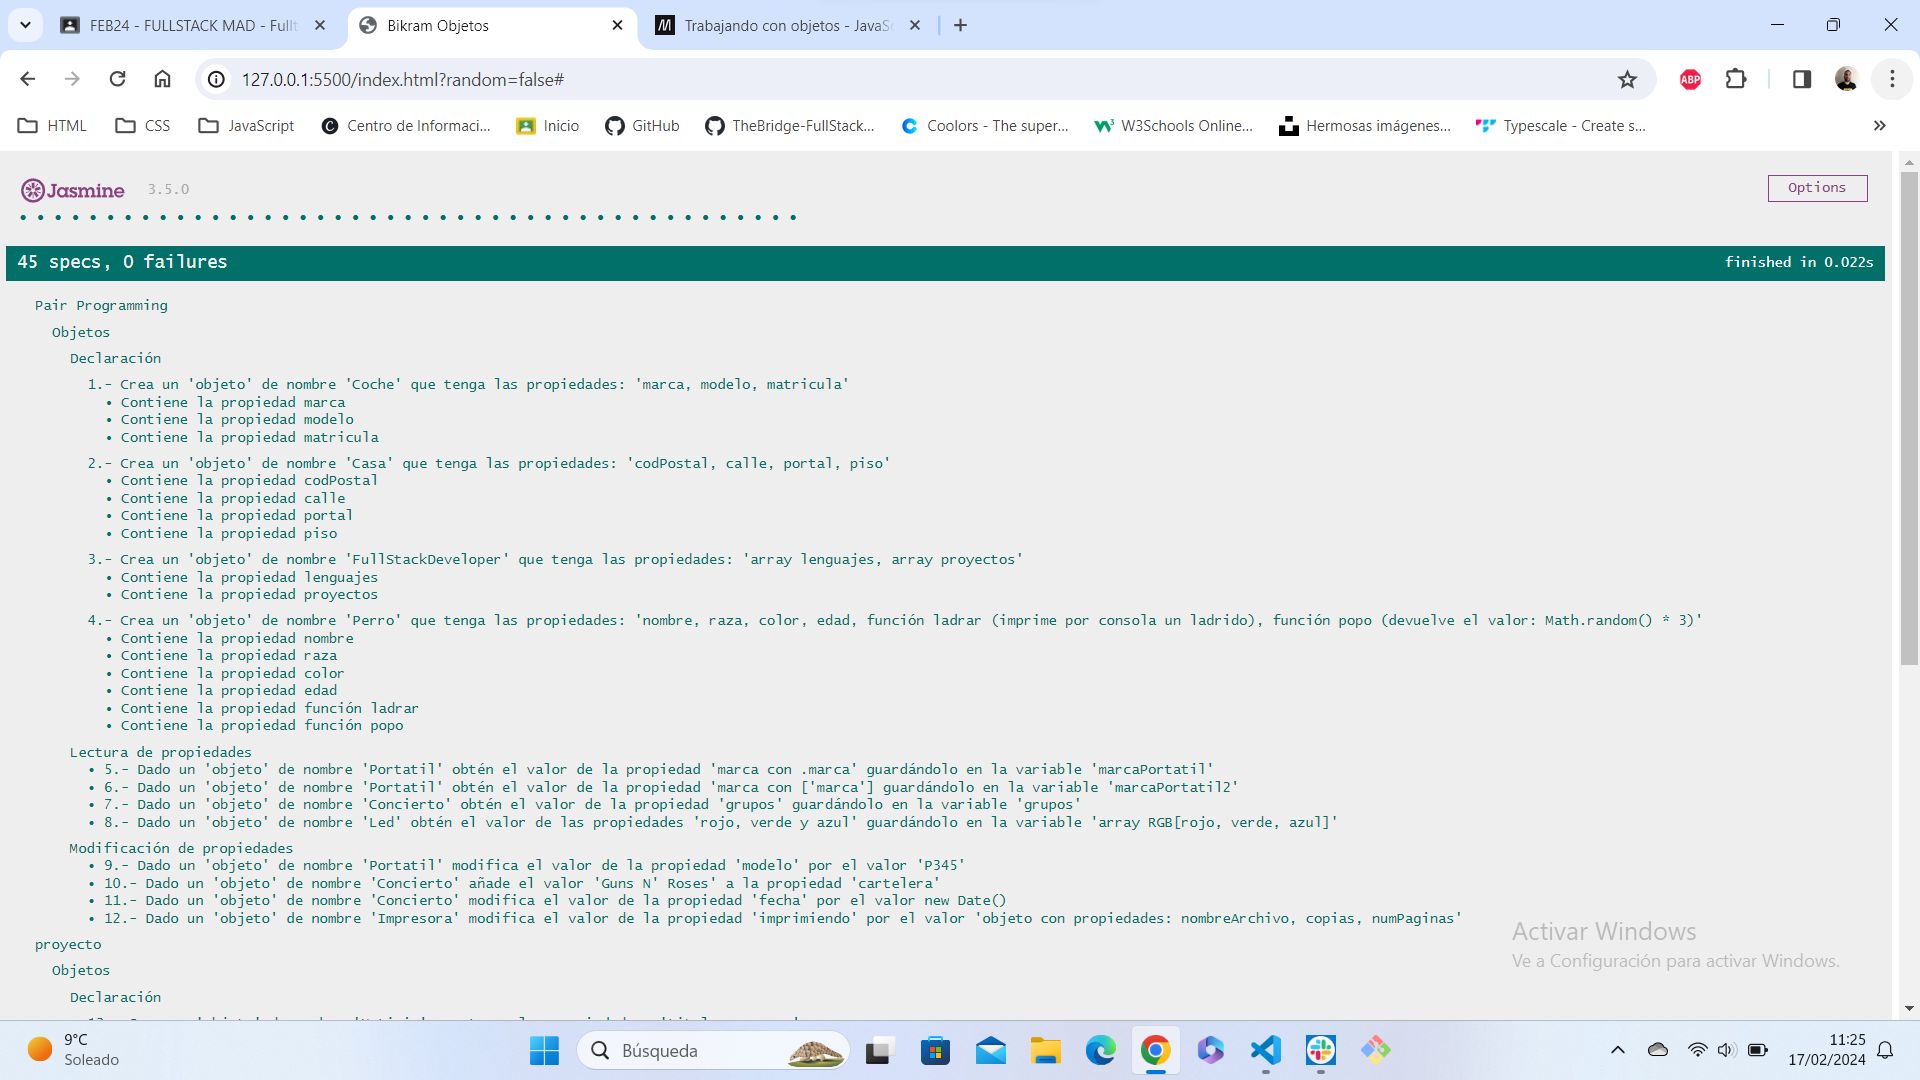 FEB24 - FULLSTACK MAD - Fullt
Bikram Objetos
Trabajando con objetos - JavaSc
127.0.0.1:5500/index.html?random=false#
HTML
CSS
JavaScript
Centro de Informaci...
Inicio
GitHub
TheBridge-FullStack...
Coolors - The super...
W3Schools Online...
Hermosas imágenes...
Typescale - Create s...
ABP
Jasmine 3.5.0
Options
45 specs, 0 failures
finished in 0.022s
Pair Programming
Objetos
Declaración
1.- Crea un 'objeto' de nombre 'Coche' que tenga las propiedades: 'marca, modelo, matricula'
• Contiene la propiedad marca
• Contiene la propiedad modelo
• Contiene la propiedad matricula
2.- Crea un 'objeto' de nombre 'Casa' que tenga las propiedades: 'codPostal, calle, portal, piso'
• Contiene la propiedad codPostal
• Contiene la propiedad calle
• Contiene la propiedad portal
• Contiene la propiedad piso
3.- Crea un 'objeto' de nombre 'FullStackDeveloper' que tenga las propiedades: 'array lenguajes, array proyectos'
• Contiene la propiedad lenguajes
• Contiene la propiedad proyectos
4.- Crea un 'objeto' de nombre 'Perro' que tenga las propiedades: 'nombre, raza, color, edad, función ladrar (imprime por consola un ladrido), función popo (devuelve el valor: Math.random() * 3)'
• Contiene la propiedad nombre
• Contiene la propiedad raza
• Contiene la propiedad color
• Contiene la propiedad edad
• Contiene la propiedad función ladrar
• Contiene la propiedad función popo
Lectura de propiedades
• 5.- Dado un 'objeto' de nombre 'Portatil' obtén el valor de la propiedad 'marca con .marca' guardándolo en la variable 'marcaPortatil'
• 6.- Dado un 'objeto' de nombre 'Portatil' obtén el valor de la propiedad 'marca con ['marca'] guardándolo en la variable 'marcaPortatil2'
• 7.- Dado un 'objeto' de nombre 'Concierto' obtén el valor de la propiedad 'grupos' guardándolo en la variable 'grupos'
• 8.- Dado un 'objeto' de nombre 'Led' obtén el valor de las propiedades 'rojo, verde y azul' guardándolo en la variable 'array RGB[rojo, verde, azul]'
Modificación de propiedades
• 9.- Dado un 'objeto' de nombre 'Portatil' modifica el valor de la propiedad 'modelo' por el valor 'P345'
• 10.- Dado un 'objeto' de nombre 'Concierto' añade el valor 'Guns N' Roses' a la propiedad 'cartelera'
• 11.- Dado un 'objeto' de nombre 'Concierto' modifica el valor de la propiedad 'fecha' por el valor new Date()
• 12.- Dado un 'objeto' de nombre 'Impresora' modifica el valor de la propiedad 'imprimiendo' por el valor 'objeto con propiedades: nombreArchivo, copias, numPaginas'
proyecto
Objetos
Declaración
Activar Windows
Ve a Configuración para activar Windows.
9°C
Soleado
Búsqueda
11:25
17/02/2024